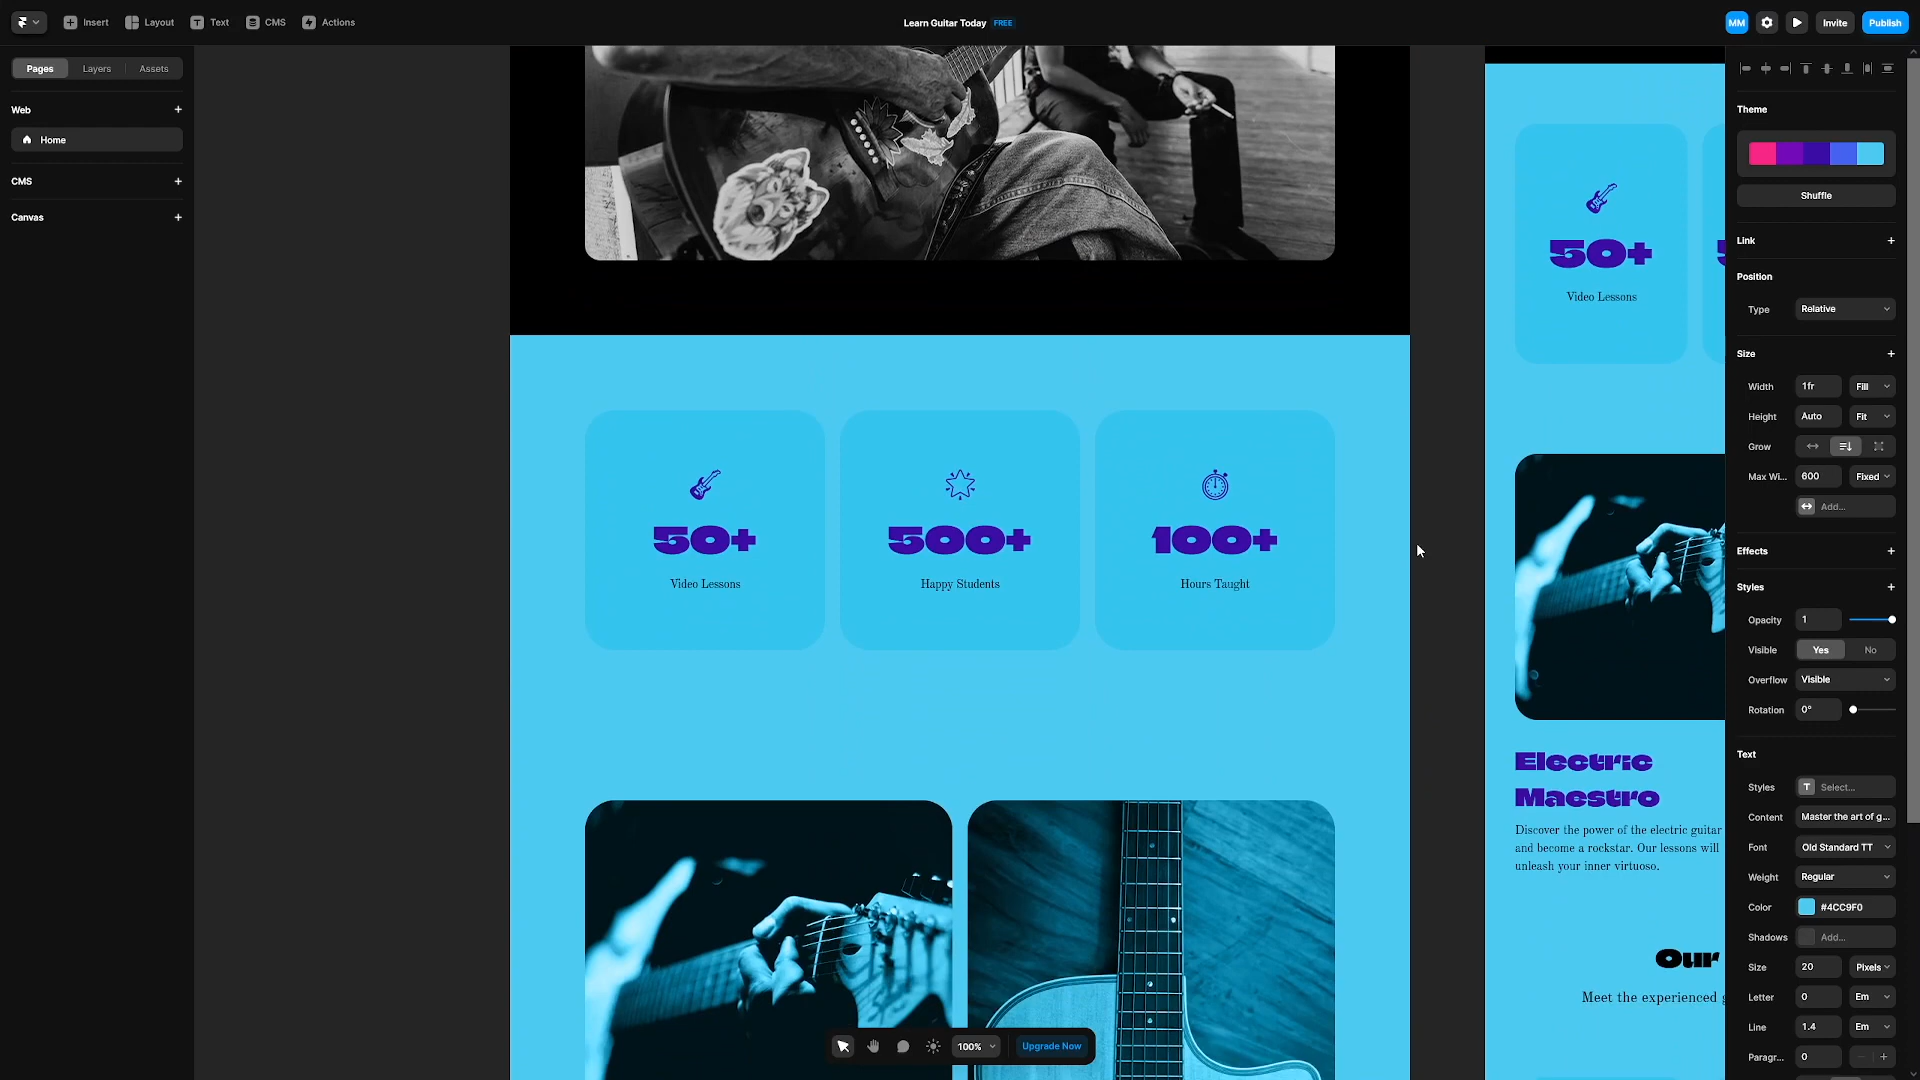 Insert
Layout
Text
CMS
Actions
Learn Guitar Today FREE
MM
Invite
Publish
Pages
Layers
Assets
Web
Home
CMS
Canvas
50+
Video Lessons
500+
Happy Students
100+
Hours Taught
100%
Upgrade Now
50+
Video Lessons
Electric
Maestro
Discover the power of the electric guitar
and become a rockstar. Our lessons will
unleash your inner virtuoso.
Our
Meet the experienced
Theme
Shuffle
Link
Position
Type Relative
Size
Width 1fr Fill
Height Auto Fit
Grow
Max Wi... 600 Fixed
Add...
Effects
Styles
Opacity 1
Visible Yes No
Overflow Visible
Rotation 0°
Text
Styles T Select...
Content Master the art of g...
Font Old Standard TT
Weight Regular
Color #4CC9F0
Shadows Add...
Size 20 Pixels
Letter 0 Em
Line 1.4 Em
Paragr... 0